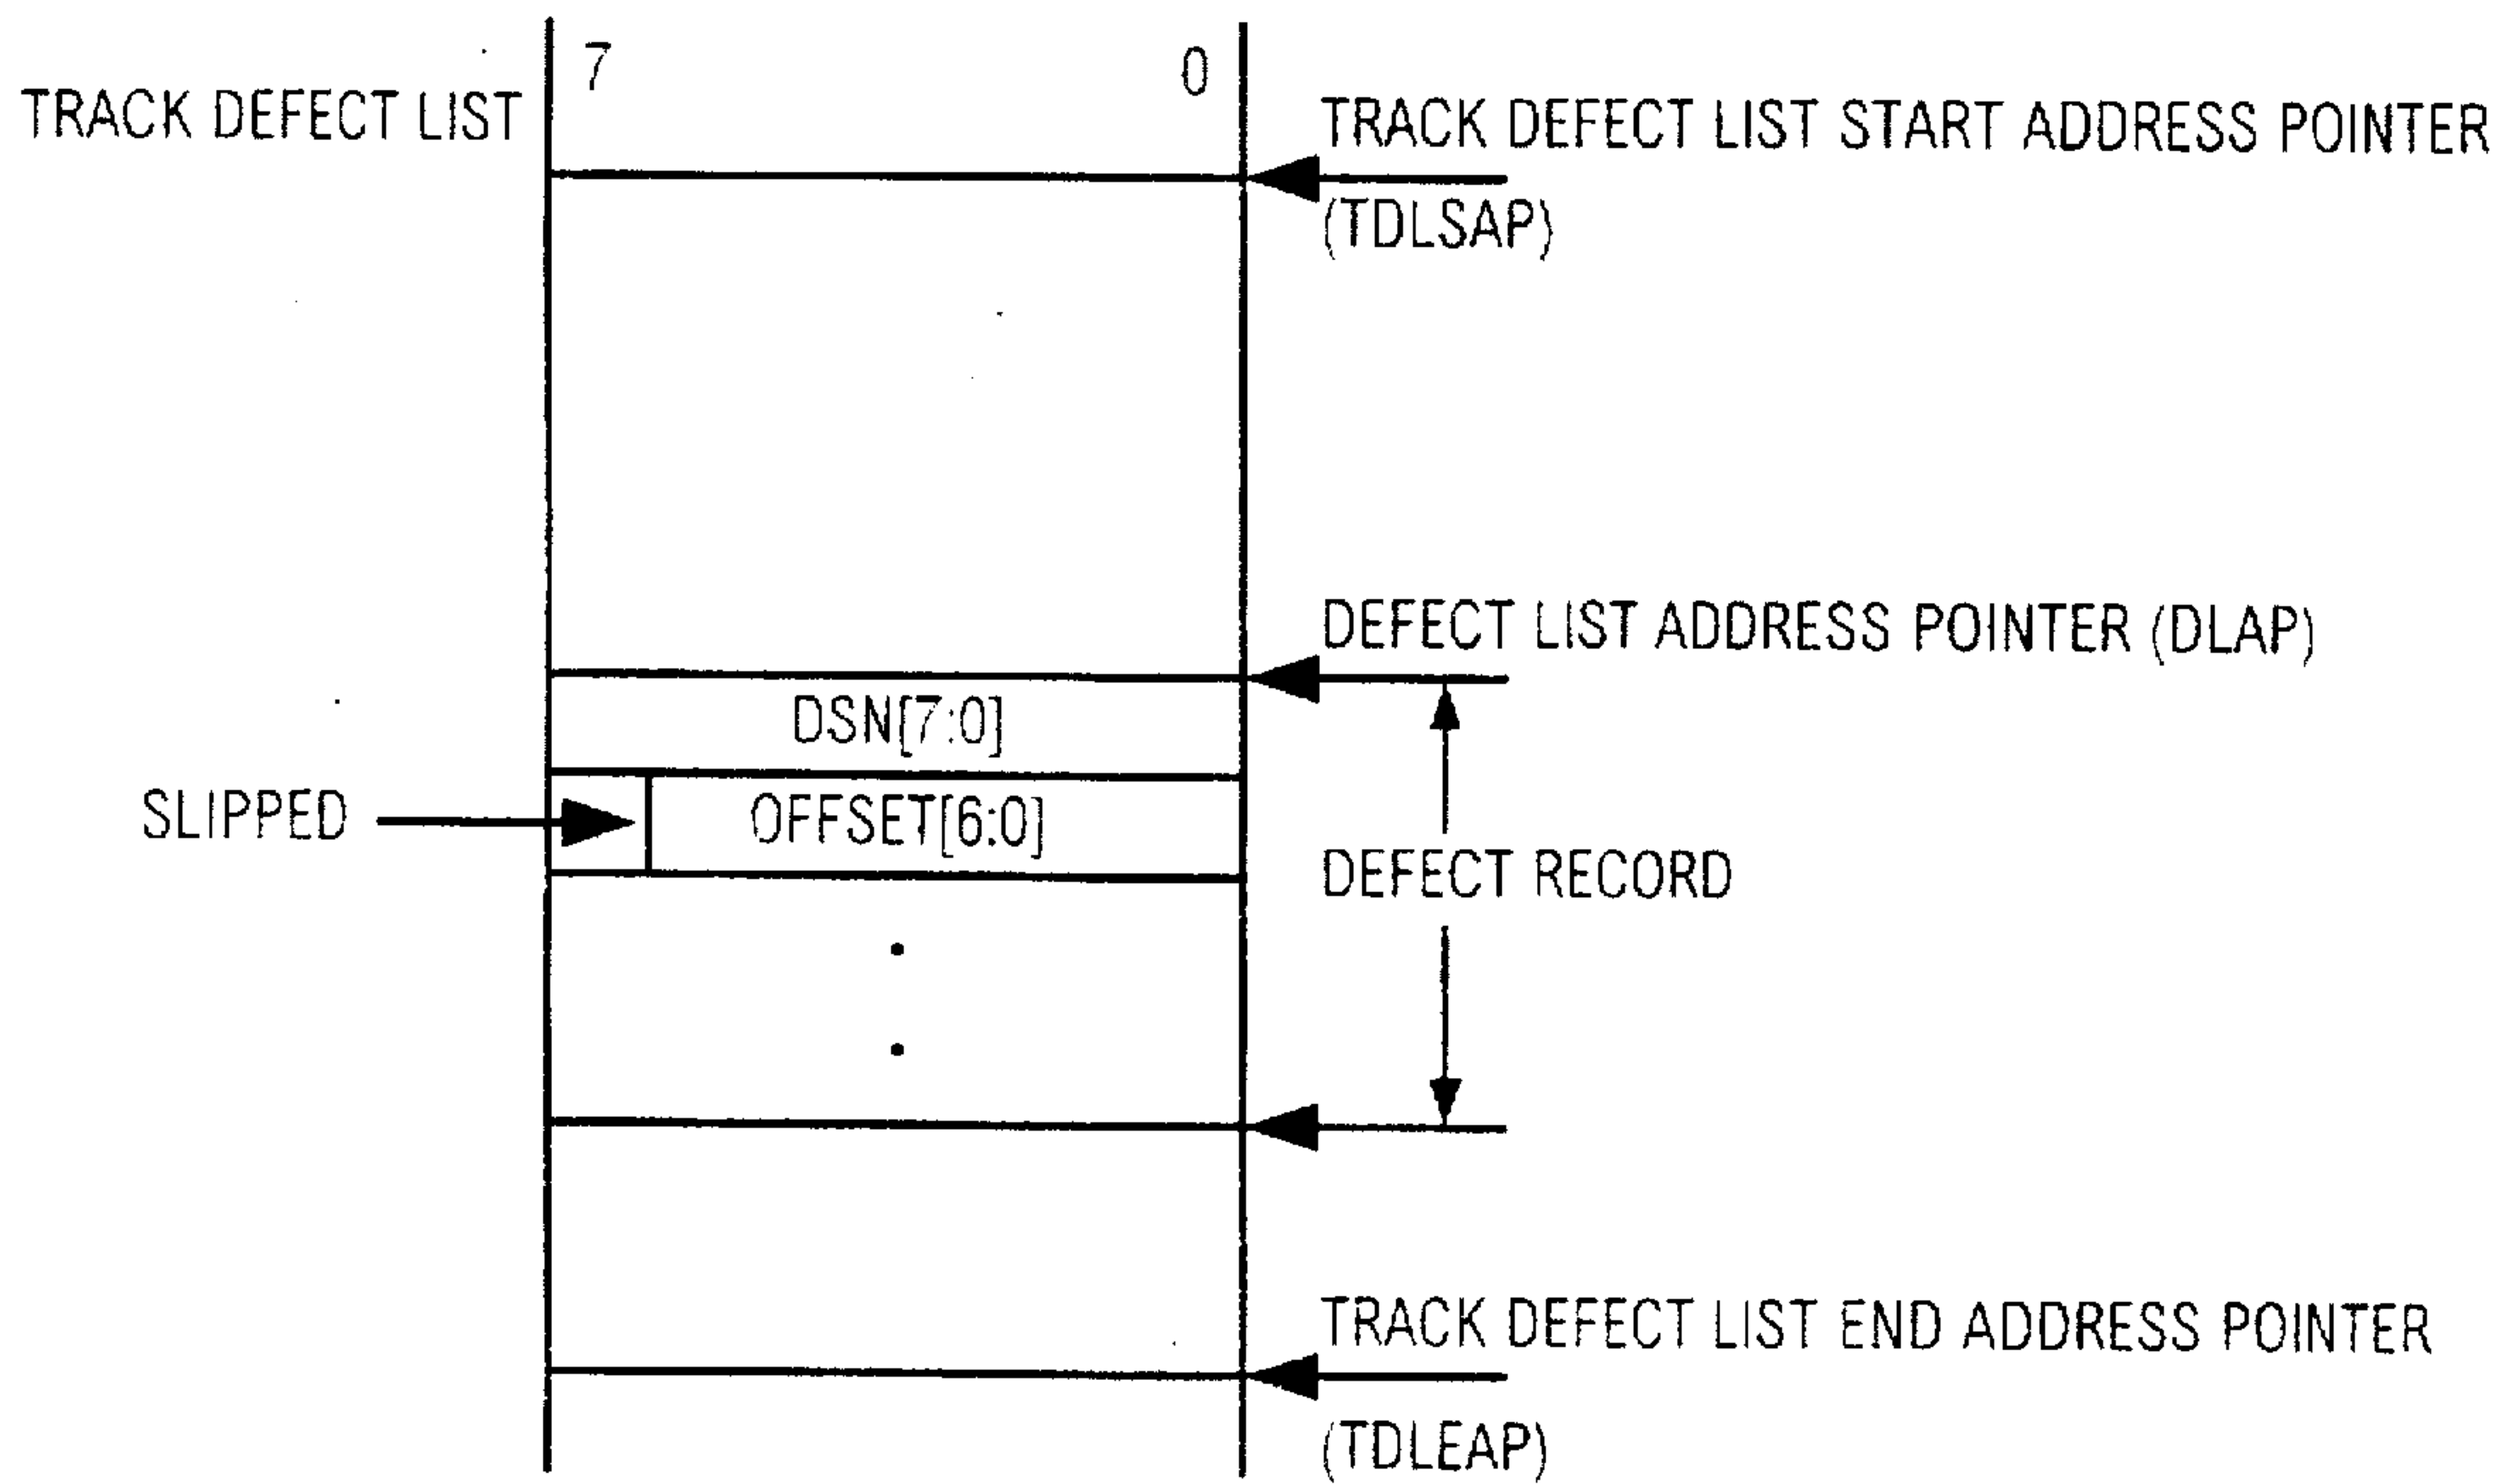 7 0
TRACK DEFECT LIST
TRACK DEFECT LIST START ADDRESS POINTER
(TDLSAP)
DEFECT LIST ADDRESS POINTER (DLAP)
DSN[7:0]
SLIPPED
OFFSET[6:0]
DEFECT RECORD
TRACK DEFECT LIST END ADDRESS POINTER
(TDLEAP)